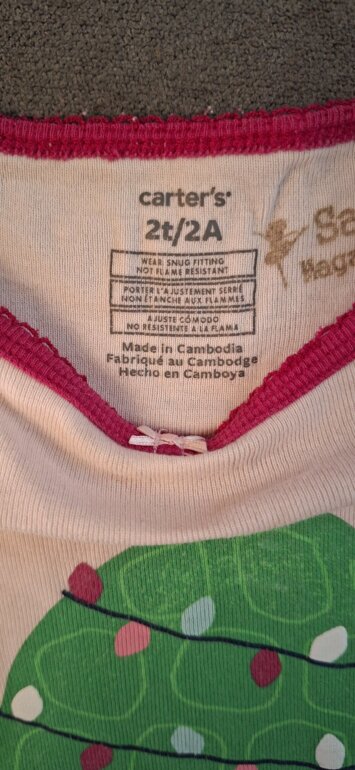 carter's
2t/2A
WEAR SNUG FITTING
NOT FLAME RESISTANT
PORTER L'AJUSTEMENT SERRÉ
NON ÉTANCHE AUX FLAMMES
AJUSTE CÓMODO
NO RESISTENTE A LA FLAMA
Made in Cambodia
Fabriqué au Cambodge
Hecho en Camboya